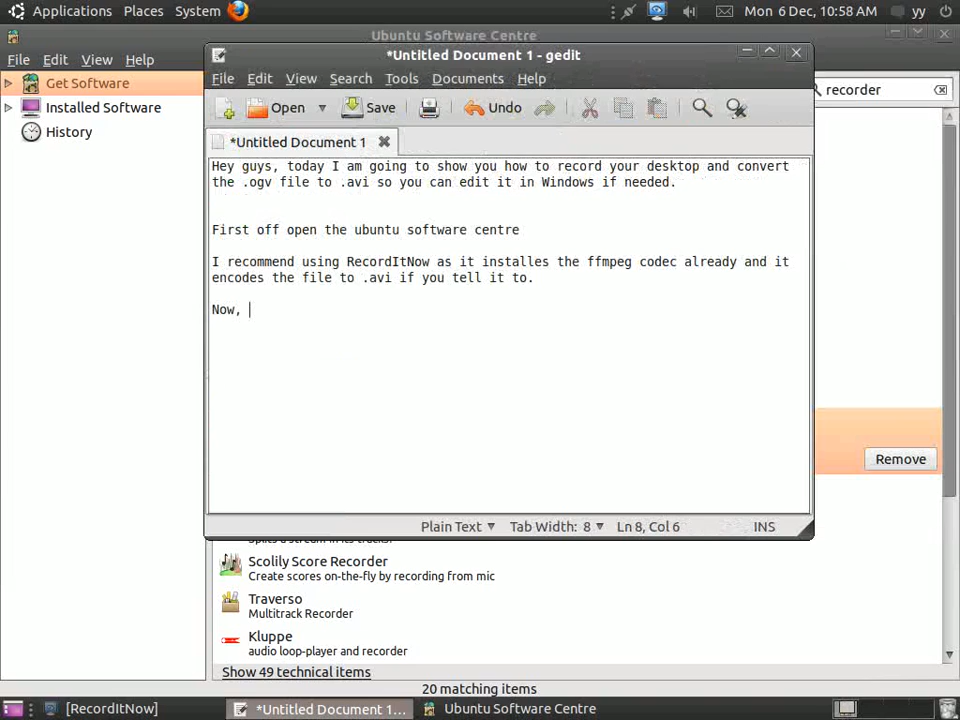 Applications Places System Mon 6 Dec, 10:58 AM yy
Ubuntu Software Centre
*Untitled Document 1 - gedit
File Edit View Help
File Edit View Search Tools Documents Help
Get Software
recorder
Installed Software
Open Save Undo
History
*Untitled Document 1
Hey guys, today I am going to show you how to record your desktop and convert
the .ogv file to .avi so you can edit it in Windows if needed.
First off open the ubuntu software centre
I recommend using RecordItNow as it installes the ffmpeg codec already and it
encodes the file to .avi if you tell it to.
Now,
Remove
Plain Text Tab Width: 8 Ln 8, Col 6 INS
Splits a stream in its tracks.
Scolily Score Recorder
Create scores on-the-fly by recording from mic
Traverso
Multitrack Recorder
Kluppe
audio loop-player and recorder
Show 49 technical items
20 matching items
[RecordItNow] *Untitled Document 1... Ubuntu Software Centre